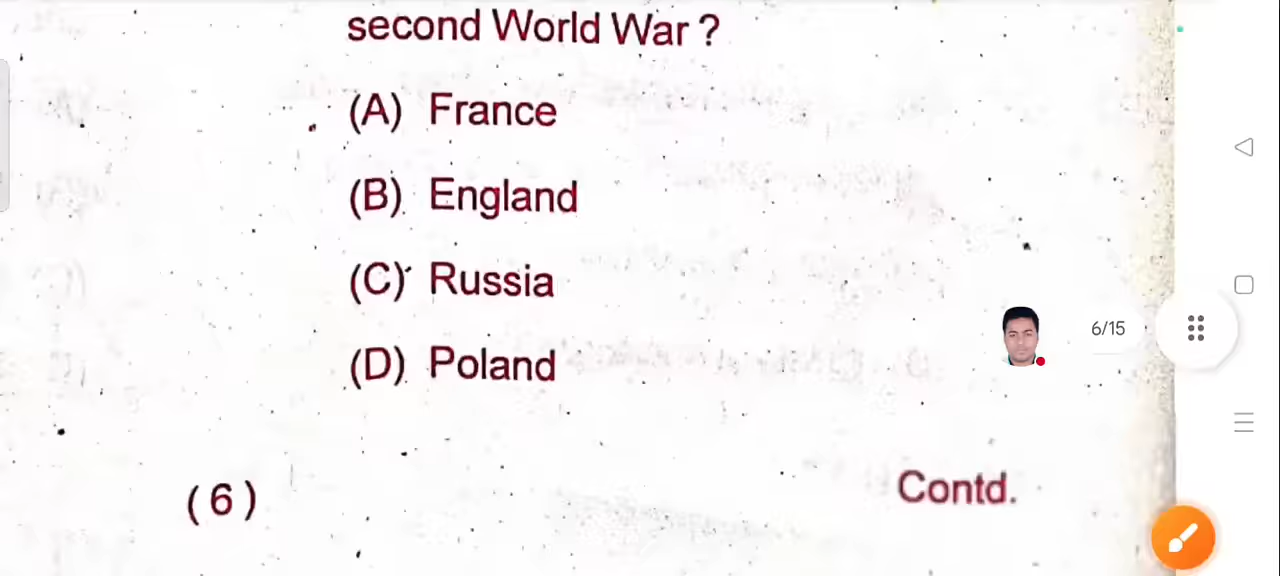 second World War ?
(A) France
(B) England
(C) Russia
(D) Poland
6/15
(6)
Contd.